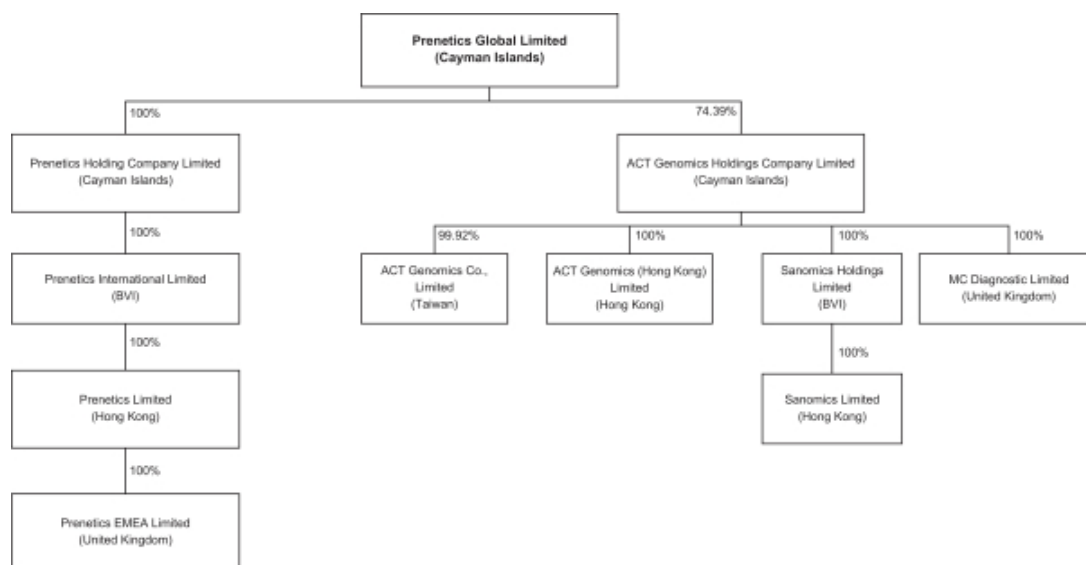 Prenetics Global Limited
(Cayman Islands)
100%
74.39%
Prenetics Holding Company Limited
(Cayman Islands)
ACT Genomics Holdings Company Limited
(Cayman Islands)
100%
99.92%
100%
100%
100%
Prenetics International Limited
(BVI)
ACT Genomics Co.,
Limited
(Taiwan)
ACT Genomics (Hong Kong)
Limited
(Hong Kong)
Sanomics Holdings
Limited
(BVI)
MC Diagnostic Limited
(United Kingdom)
100%
100%
Prenetics Limited
(Hong Kong)
Sanomics Limited
(Hong Kong)
100%
Prenetics EMEA Limited
(United Kingdom)